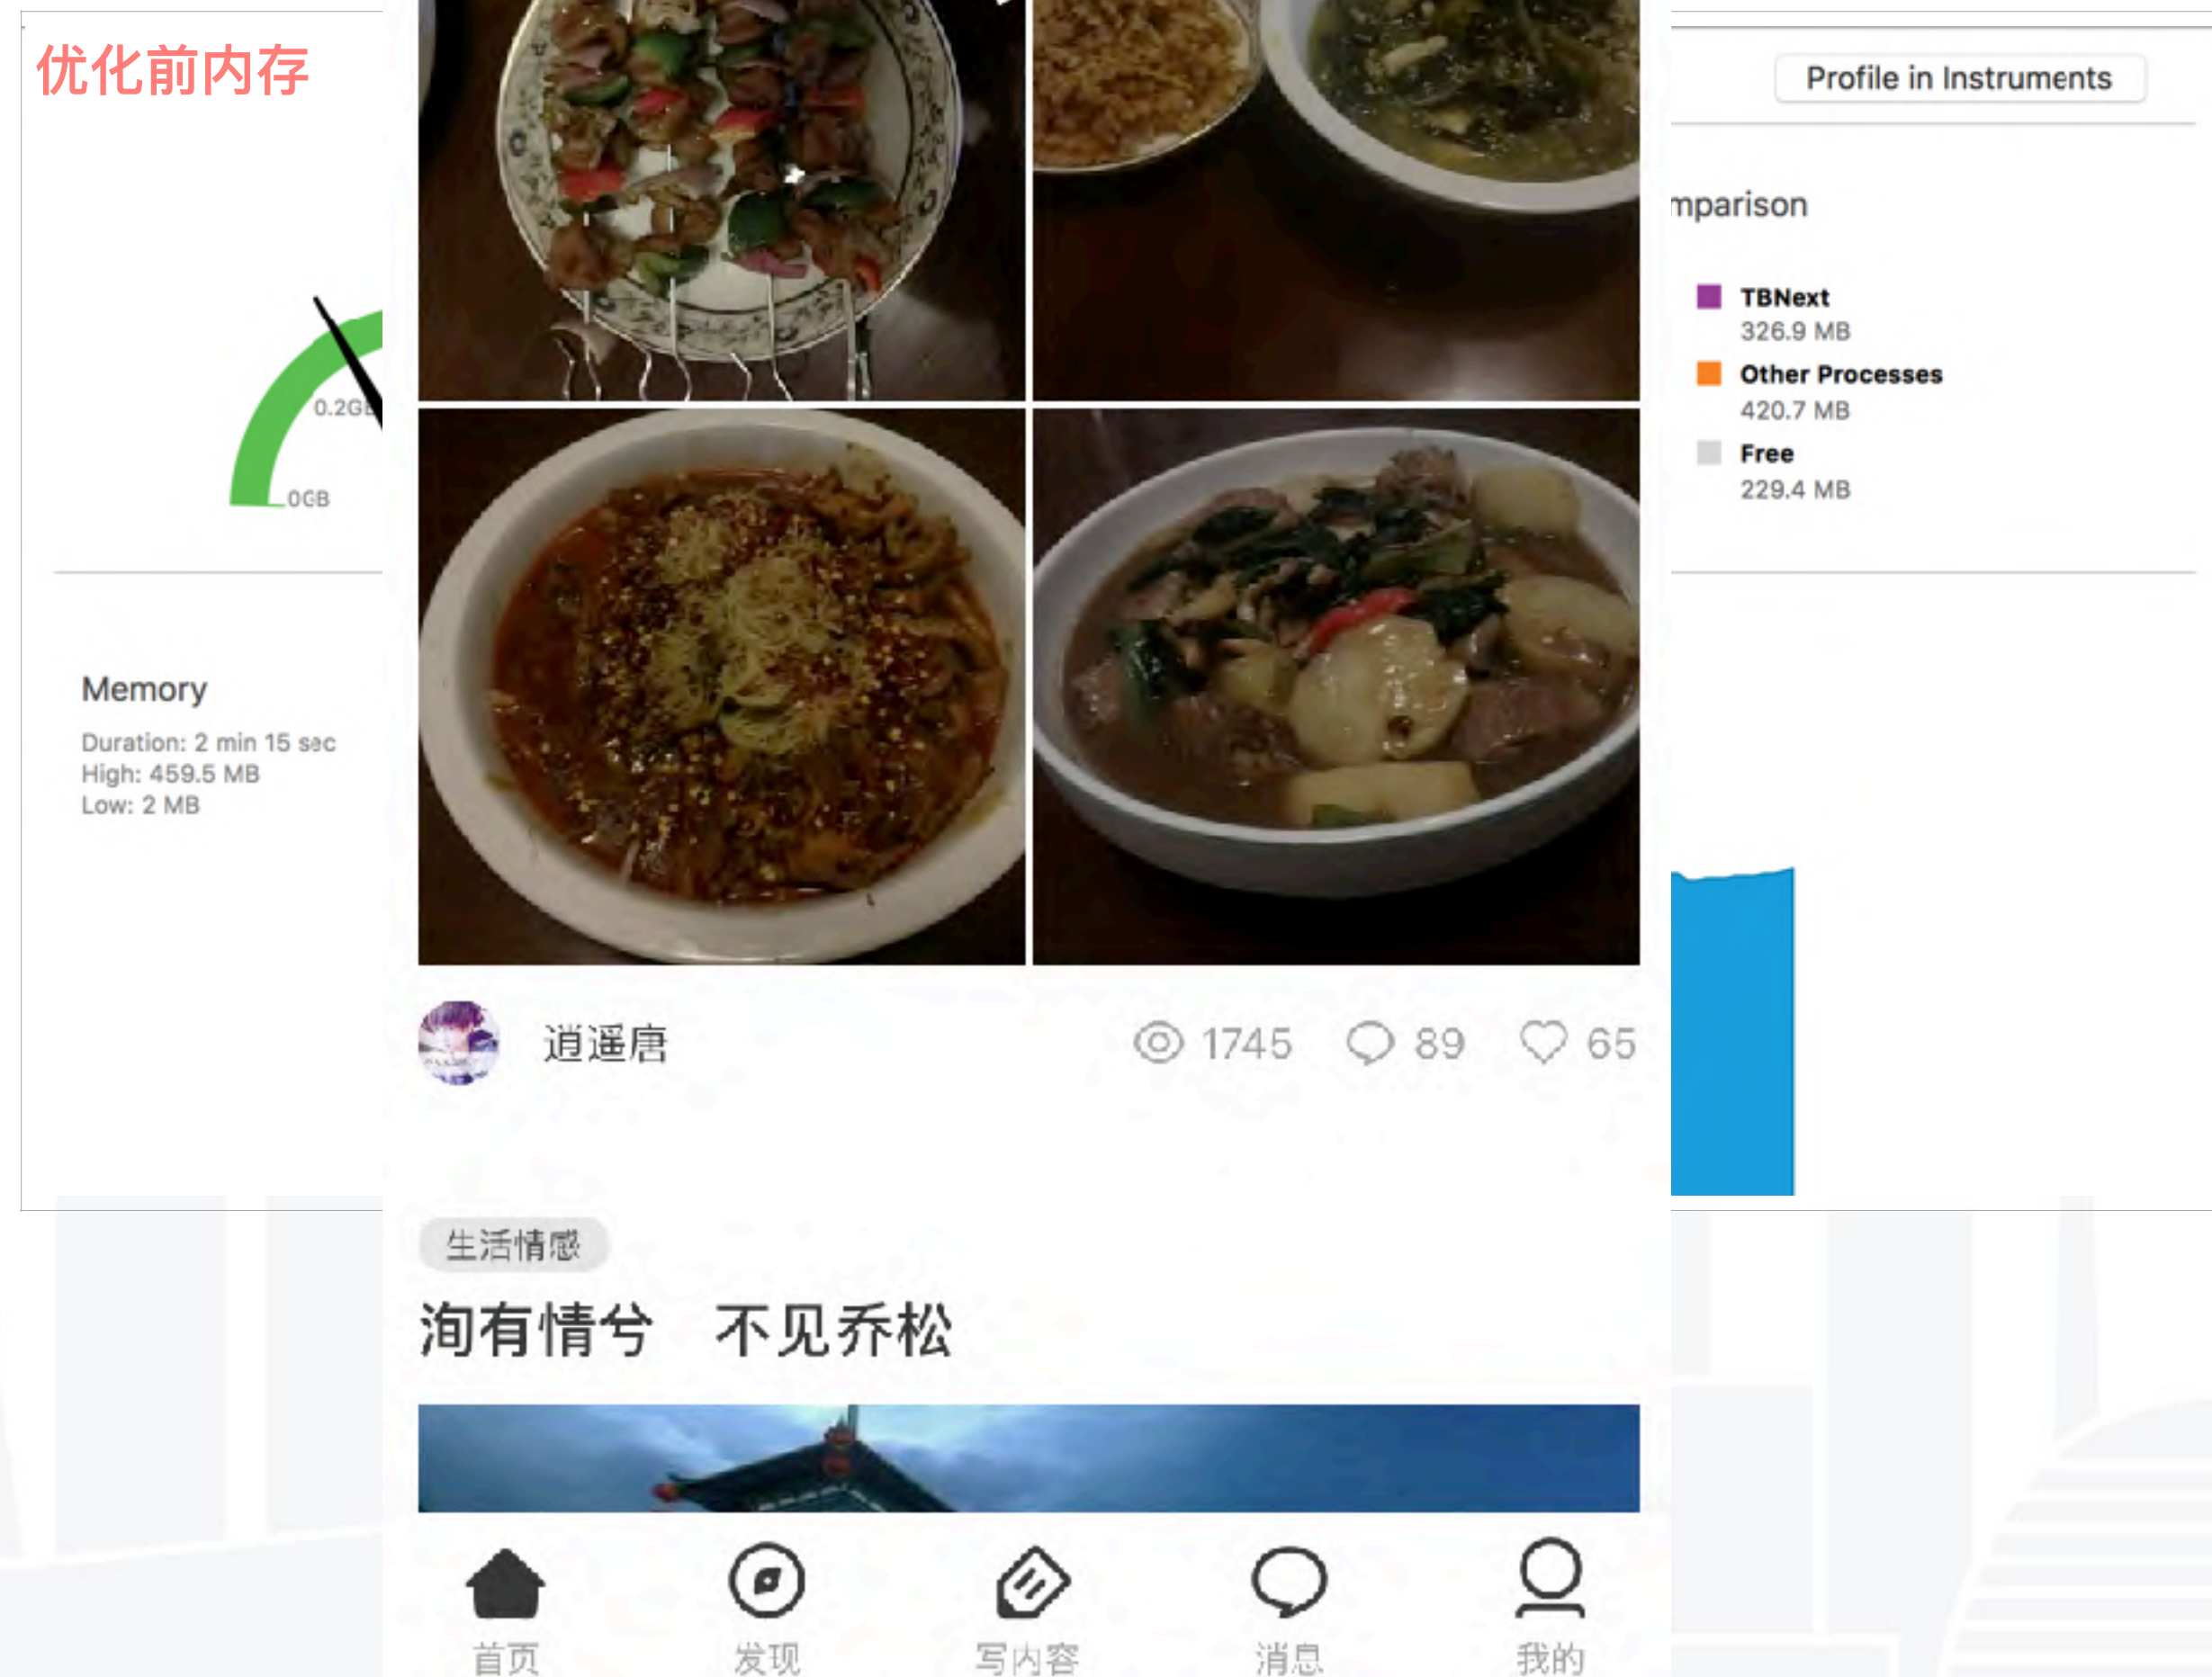 优化前内存
Profile in Instruments
mparison
TBNext
326.9 MB
Other Processes
420.7 MB
Free
229.4 MB
0.2GB
0GB
Memory
Duration: 2 min 15 sec
High: 459.5 MB
Low: 2 MB
逍遥唐
1745
89
65
生活情感
洵有情兮 不见乔松
首页
发现
写内容
消息
我的